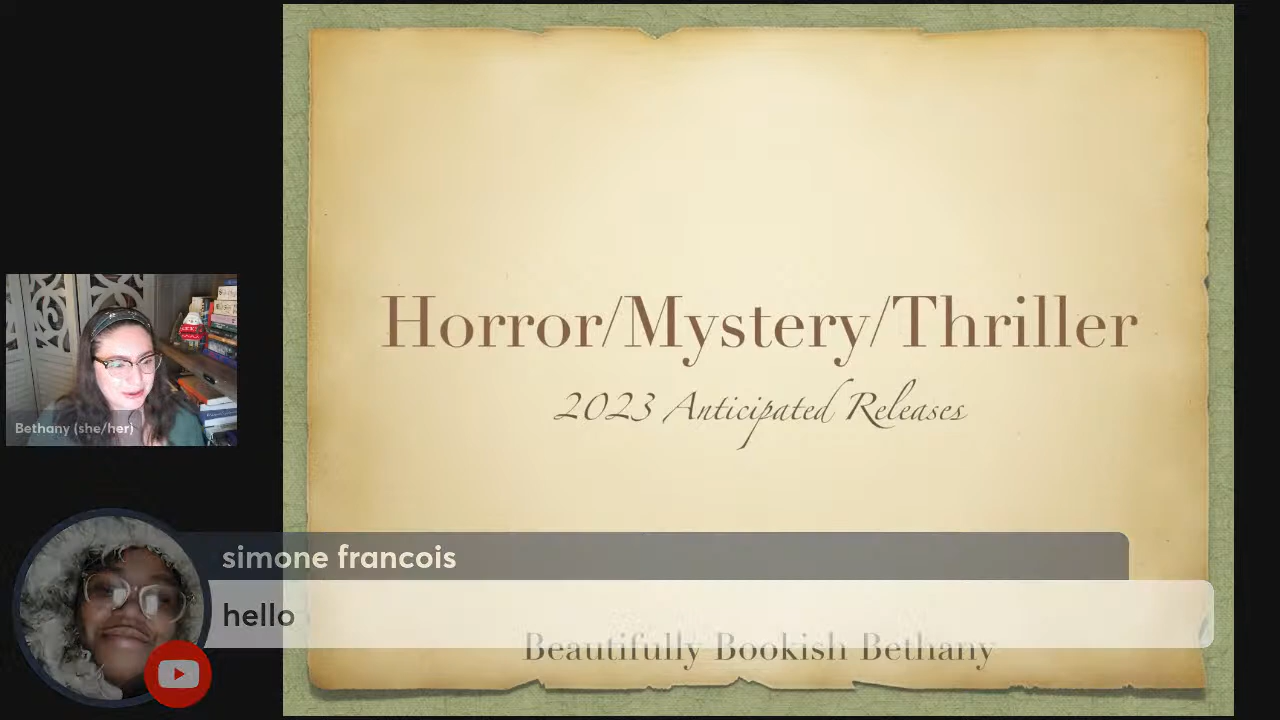 Horror/Mystery/Thriller
2023 Anticipated Releases
Bethany (she/her)
simone francois
hello
Beautifully Bookish Bethany